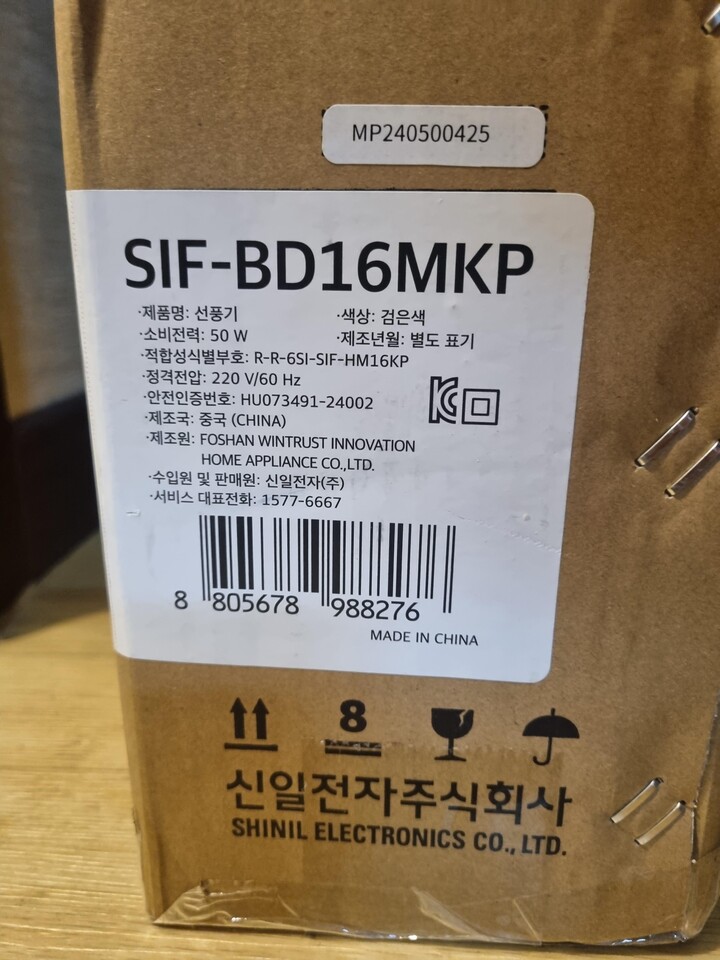 MP240500425
SIF-BD16MKP
·제품명: 선풍기 ·색상: 검은색
·소비전력: 50 W ·제조년월: 별도 표기
·적합성식별부호: R-R-6SI-SIF-HM16KP
·정격전압: 220 V/60 Hz
·안전인증번호: HU073491-24002
·제조국: 중국 (CHINA)
·제조원: FOSHAN WINTRUST INNOVATION
HOME APPLIANCE CO.,LTD.
·수입원 및 판매원: 신일전자(주)
·서비스 대표전화: 1577-6667
8 805678 988276
MADE IN CHINA
8
신일전자주식회사
SHINIL ELECTRONICS CO., LTD.